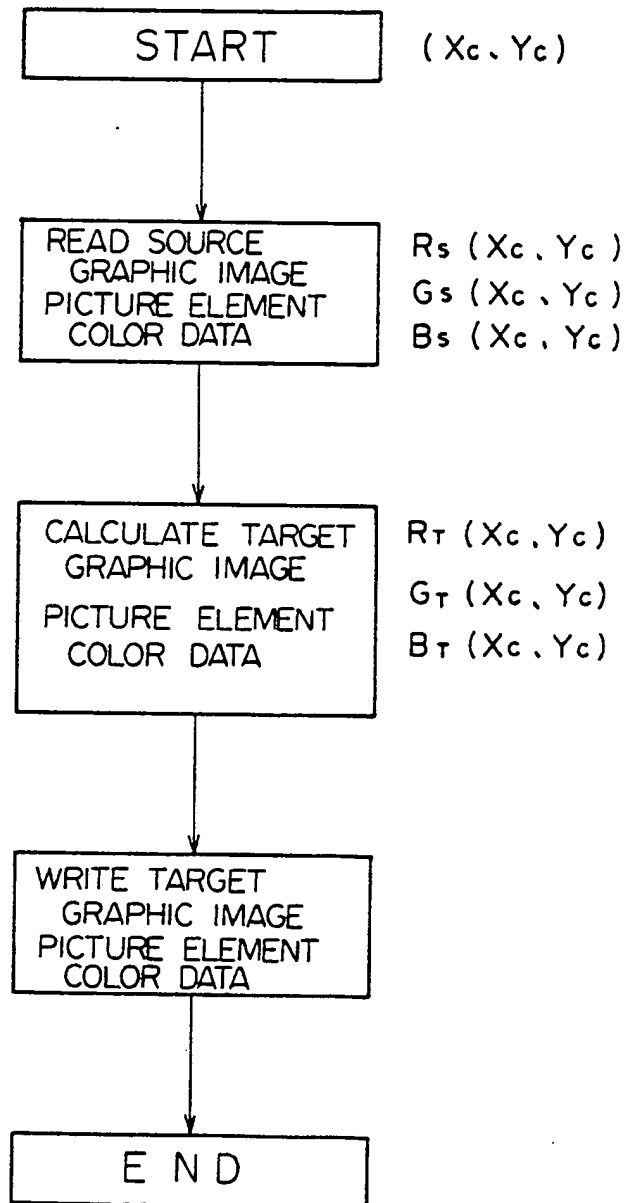 START (Xc、Yc)
READ SOURCE Rs (Xc、Yc)
GRAPHIC IMAGE Gs (Xc、Yc)
PICTURE ELEMENT Bs (Xc、Yc)
COLOR DATA
CALCULATE TARGET RT (Xc、Yc)
GRAPHIC IMAGE GT (Xc、Yc)
PICTURE ELEMENT BT (Xc、Yc)
COLOR DATA
WRITE TARGET
GRAPHIC IMAGE
PICTURE ELEMENT
COLOR DATA
END